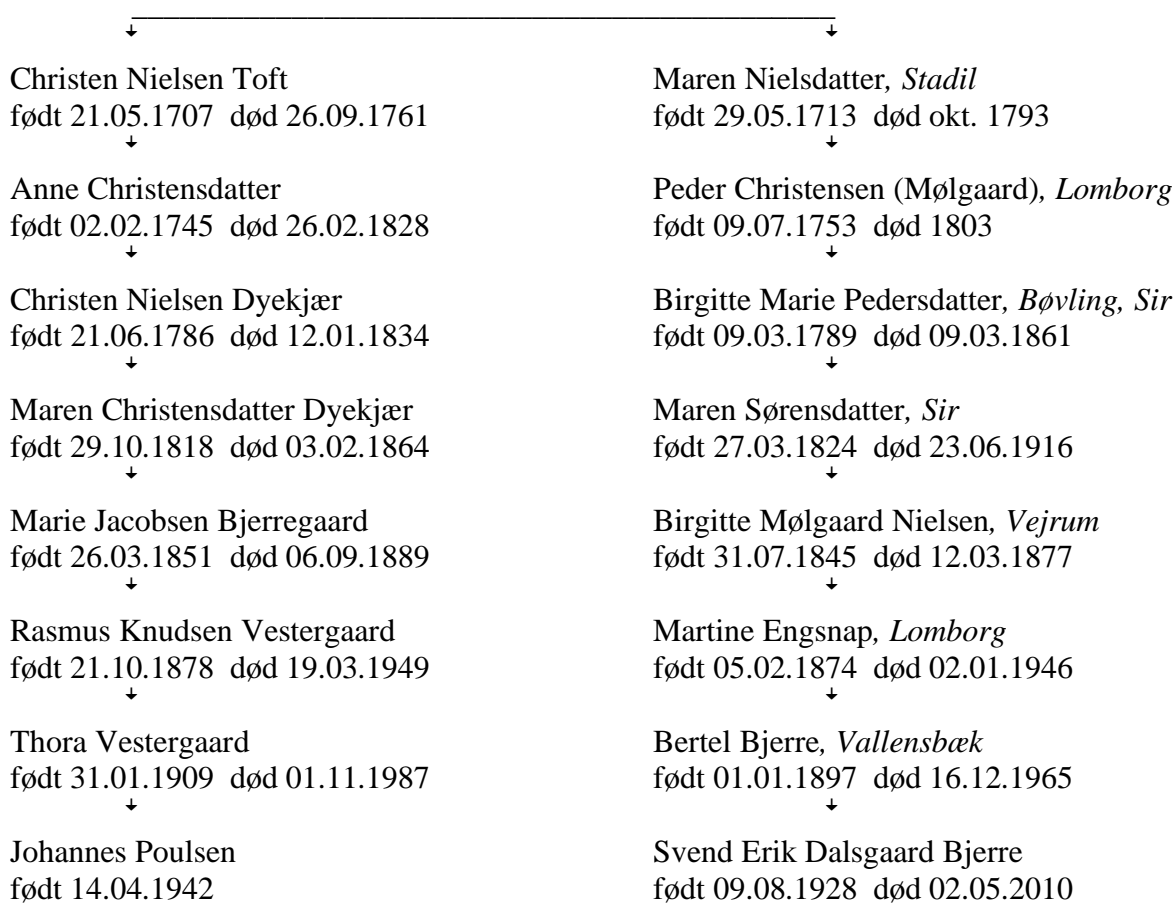 Christen Nielsen Toft
født 21.05.1707 død 26.09.1761
Maren Nielsdatter, Stadil
født 29.05.1713 død okt. 1793
Anne Christensdatter
født 02.02.1745 død 26.02.1828
Peder Christensen (Mølgaard), Lomborg
født 09.07.1753 død 1803
Christen Nielsen Dyekjær
født 21.06.1786 død 12.01.1834
Birgitte Marie Pedersdatter, Bøvling, Sir
født 09.03.1789 død 09.03.1861
Maren Christensdatter Dyekjær
født 29.10.1818 død 03.02.1864
Maren Sørensdatter, Sir
født 27.03.1824 død 23.06.1916
Marie Jacobsen Bjerregaard
født 26.03.1851 død 06.09.1889
Birgitte Mølgaard Nielsen, Vejrum
født 31.07.1845 død 12.03.1877
Rasmus Knudsen Vestergaard
født 21.10.1878 død 19.03.1949
Martine Engsnap, Lomborg
født 05.02.1874 død 02.01.1946
Thora Vestergaard
født 31.01.1909 død 01.11.1987
Bertel Bjerre, Vallensbæk
født 01.01.1897 død 16.12.1965
Johannes Poulsen
født 14.04.1942
Svend Erik Dalsgaard Bjerre
født 09.08.1928 død 02.05.2010